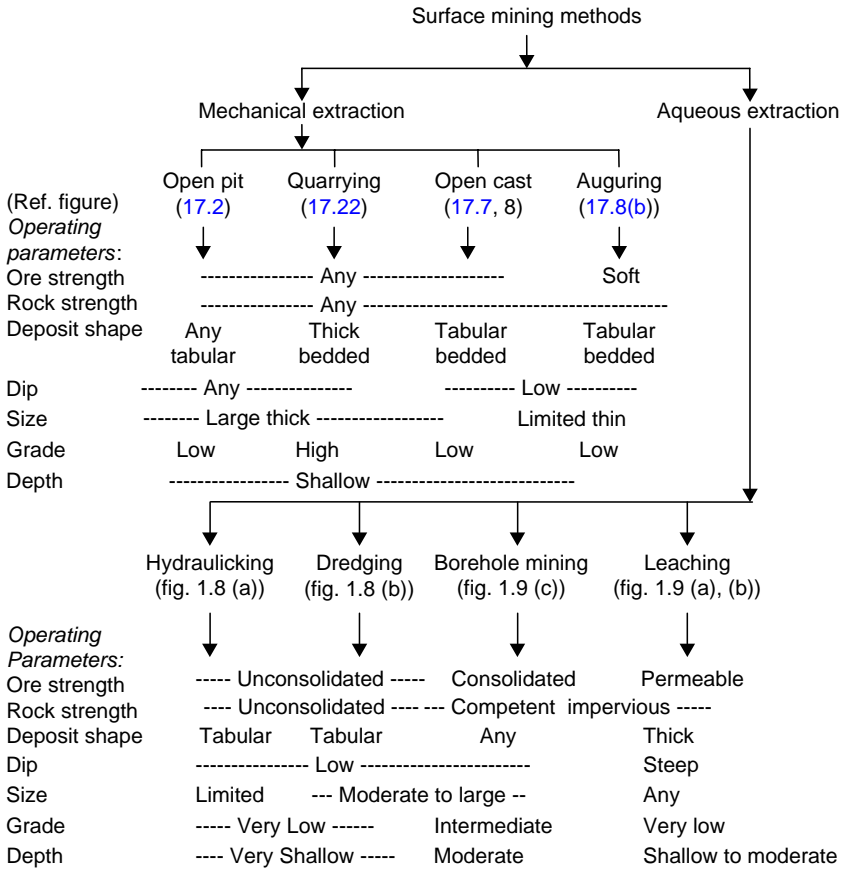 Surface mining methods
Mechanical extraction Aqueous extraction
Open pit Quarrying Open cast Auguring
(Ref. figure) (17.2) (17.22) (17.7, 8) (17.8(b))
Operating
parameters:
Ore strength ---------------- Any -------------------- Soft
Rock strength ---------------- Any -------------------------------------------
Deposit shape Any Thick Tabular Tabular
tabular bedded bedded bedded
Dip -------- Any --------------- ---------- Low ----------
Size -------- Large thick ------------------ Limited thin
Grade Low High Low Low
Depth ----------------- Shallow ------------------------
Hydraulicking Dredging Borehole mining Leaching
(fig. 1.8 (a)) (fig. 1.8 (b)) (fig. 1.9 (c)) (fig. 1.9 (a), (b))
Operating
Parameters:
Ore strength ----- Unconsolidated ----- Consolidated Permeable
Rock strength ---- Unconsolidated ---- --- Competent impervious -----
Deposit shape Tabular Tabular Any Thick
Dip ---------------- Low ------------------------ Steep
Size Limited --- Moderate to large -- Any
Grade ----- Very Low ------ Intermediate Very low
Depth ---- Very Shallow ----- Moderate Shallow to moderate